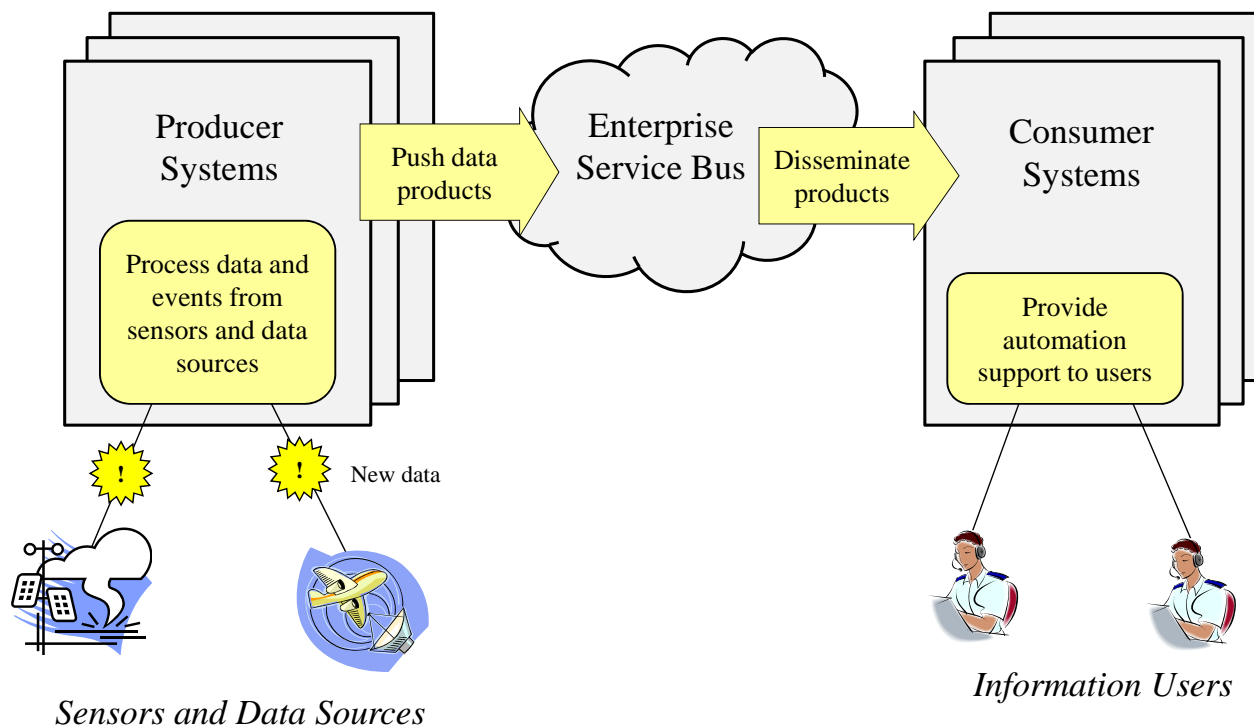 Producer
Systems
Process data and
events from
sensors and data
sources
Push data
products
Enterprise
Service Bus
Disseminate
products
Consumer
Systems
Provide
automation
support to users
!
!
New data
Sensors and Data Sources
Information Users